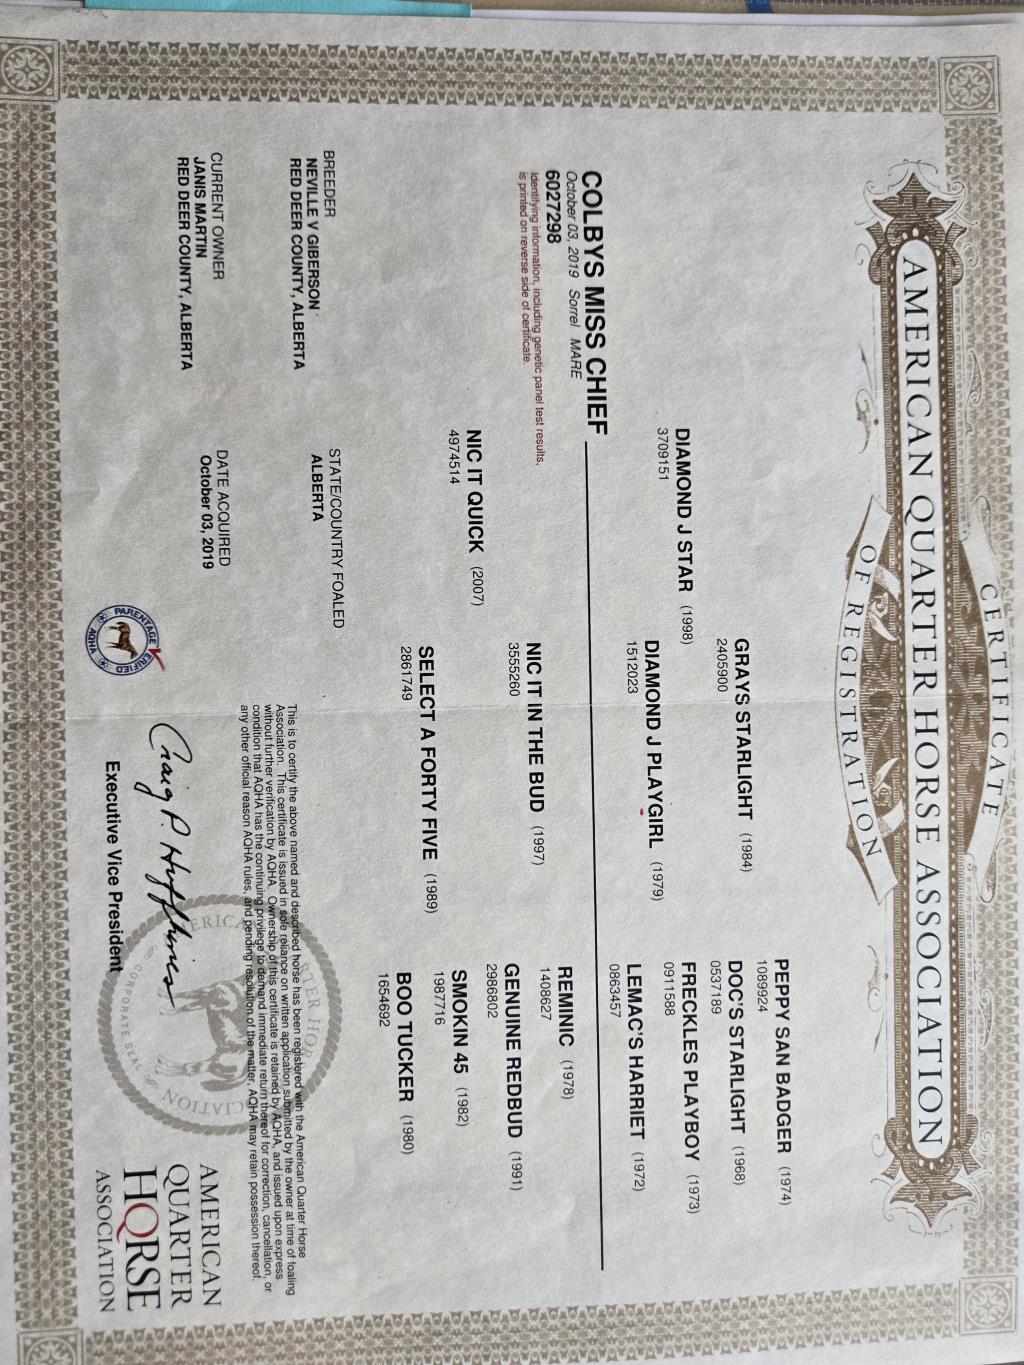 CERTIFICATE
AMERICAN QUARTER HORSE ASSOCIATION
OF REGISTRATION
PEPPY SAN BADGER (1974)
1089924
GRAYS STARLIGHT (1984)
2405900
DOC'S STARLIGHT (1968)
0537189
DIAMOND J STAR (1998)
3709151
FRECKLES PLAYBOY (1973)
0911588
DIAMOND J PLAYGIRL (1979)
1512023
LEMAC'S HARRIET (1972)
0863457
COLBYS MISS CHIEF
October 03, 2019 Sorrel MARE
6027298
Identifying information, including genetic panel test results,
is printed on reverse side of certificate.
REMINIC (1978)
1408627
NIC IT IN THE BUD (1997)
3555260
GENUINE REDBUD (1991)
2986802
NIC IT QUICK (2007)
4974514
SMOKIN 45 (1982)
1987716
SELECT A FORTY FIVE (1989)
2861749
BOO TUCKER (1980)
1654692
BREEDER
NEVILLE V GIBERSON
RED DEER COUNTY, ALBERTA
STATE/COUNTRY FOALED
ALBERTA
CURRENT OWNER
JANIS MARTIN
RED DEER COUNTY, ALBERTA
DATE ACQUIRED
October 03, 2019
This is to certify the above named and described horse has been registered with the American Quarter Horse
Association. This certificate is issued in sole reliance on written application submitted by the owner at time of foaling
without further verification by AQHA. Ownership of this certificate is retained by AQHA, and issued upon express
condition that AQHA has the continuing privilege to demand immediate return thereof for correction, cancellation, or
any other official reason AQHA rules, and pending resolution of the matter, AQHA may retain possession thereof.
PARENTAGE VERIFIED
AQHA
Craig P. Huffhines
Executive Vice President
CORPORATE SEAL
AMERICAN
QUARTER
HORSE
ASSOCIATION